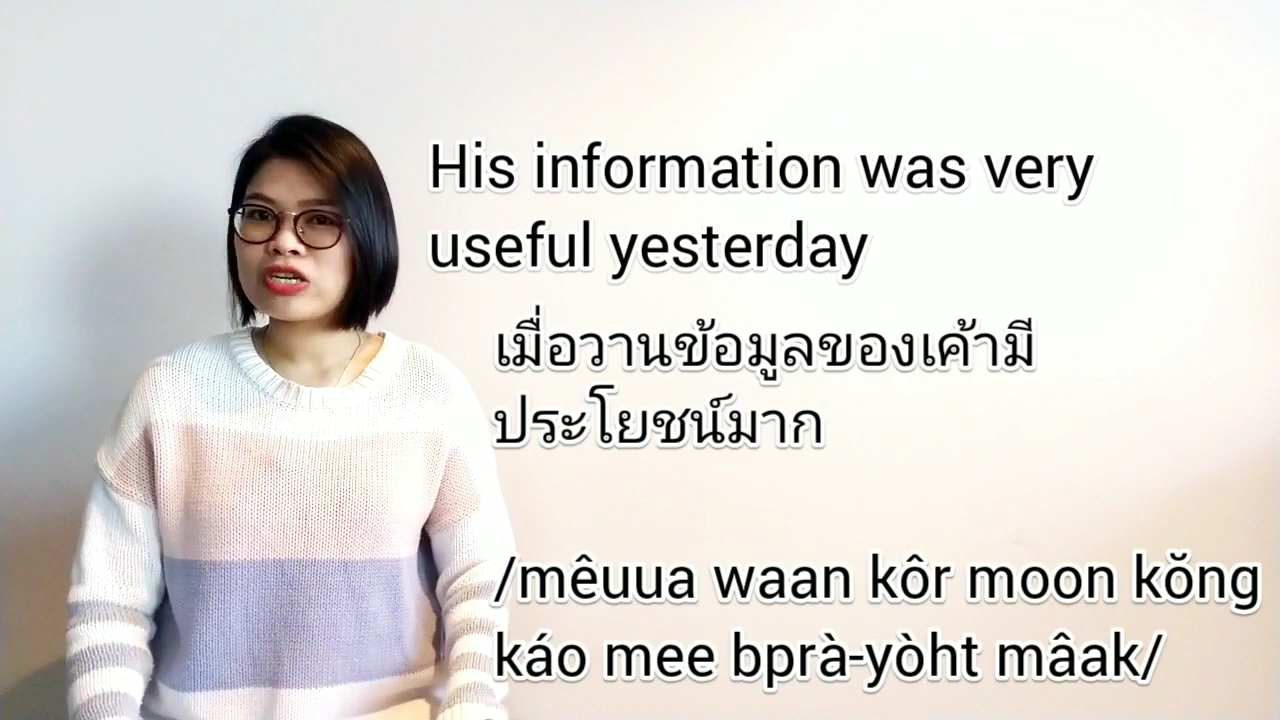 His information was very
useful yesterday
เมื่อวานข้อมูลของเค้ามี
ประโยชน์มาก
/mêuua waan kôr moon kŏng
káo mee bprà-yòht mâak/